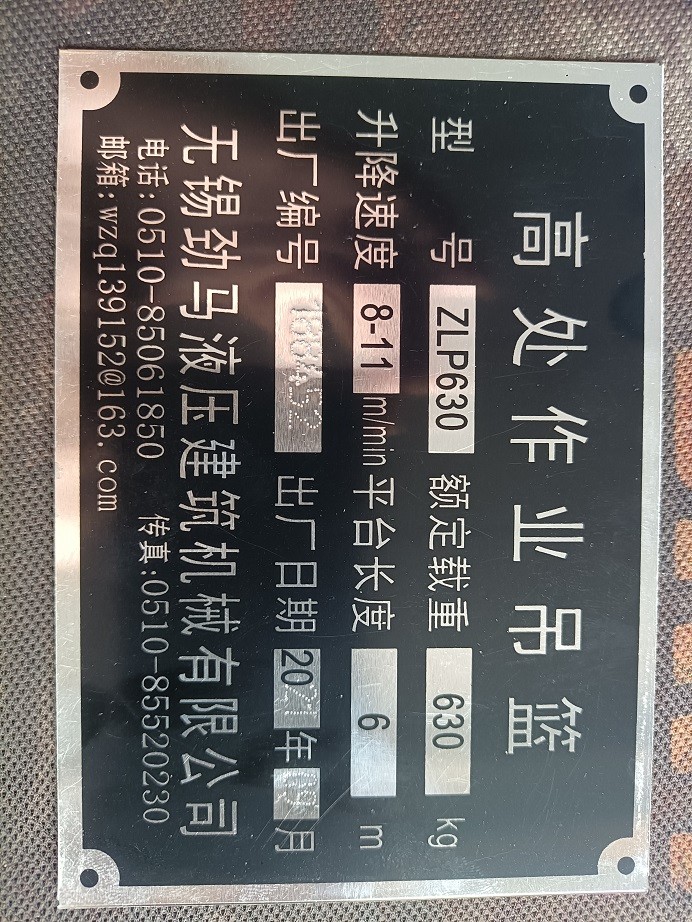 高处作业吊篮
型号 ZLP630 额定载重 630 kg
升降速度 8-11 m/min 平台长度 6 m
出厂编号 出厂日期 2021 年 月
无锡劲马液压建筑机械有限公司
电话:0510-85061850 传真:0510-85520230
邮箱:wzq139152@163.com